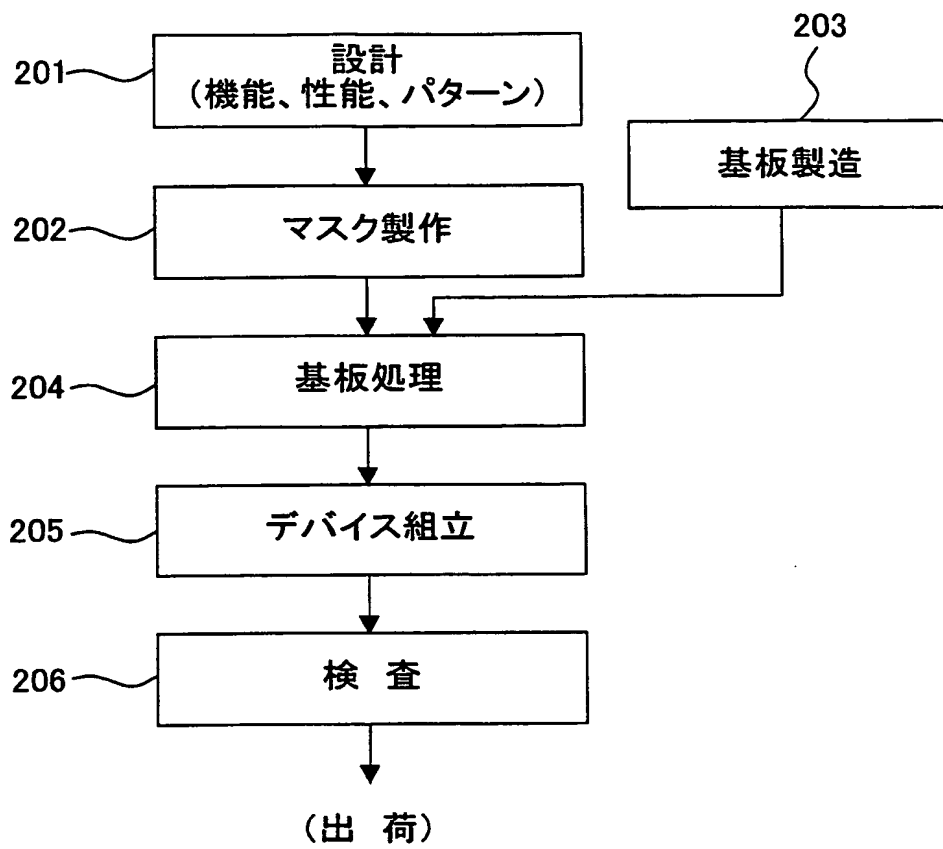 201
設計
(機能、性能、パターン)
203
基板製造
202
マスク製作
204
基板処理
205
デバイス組立
206
検 査
(出 荷)